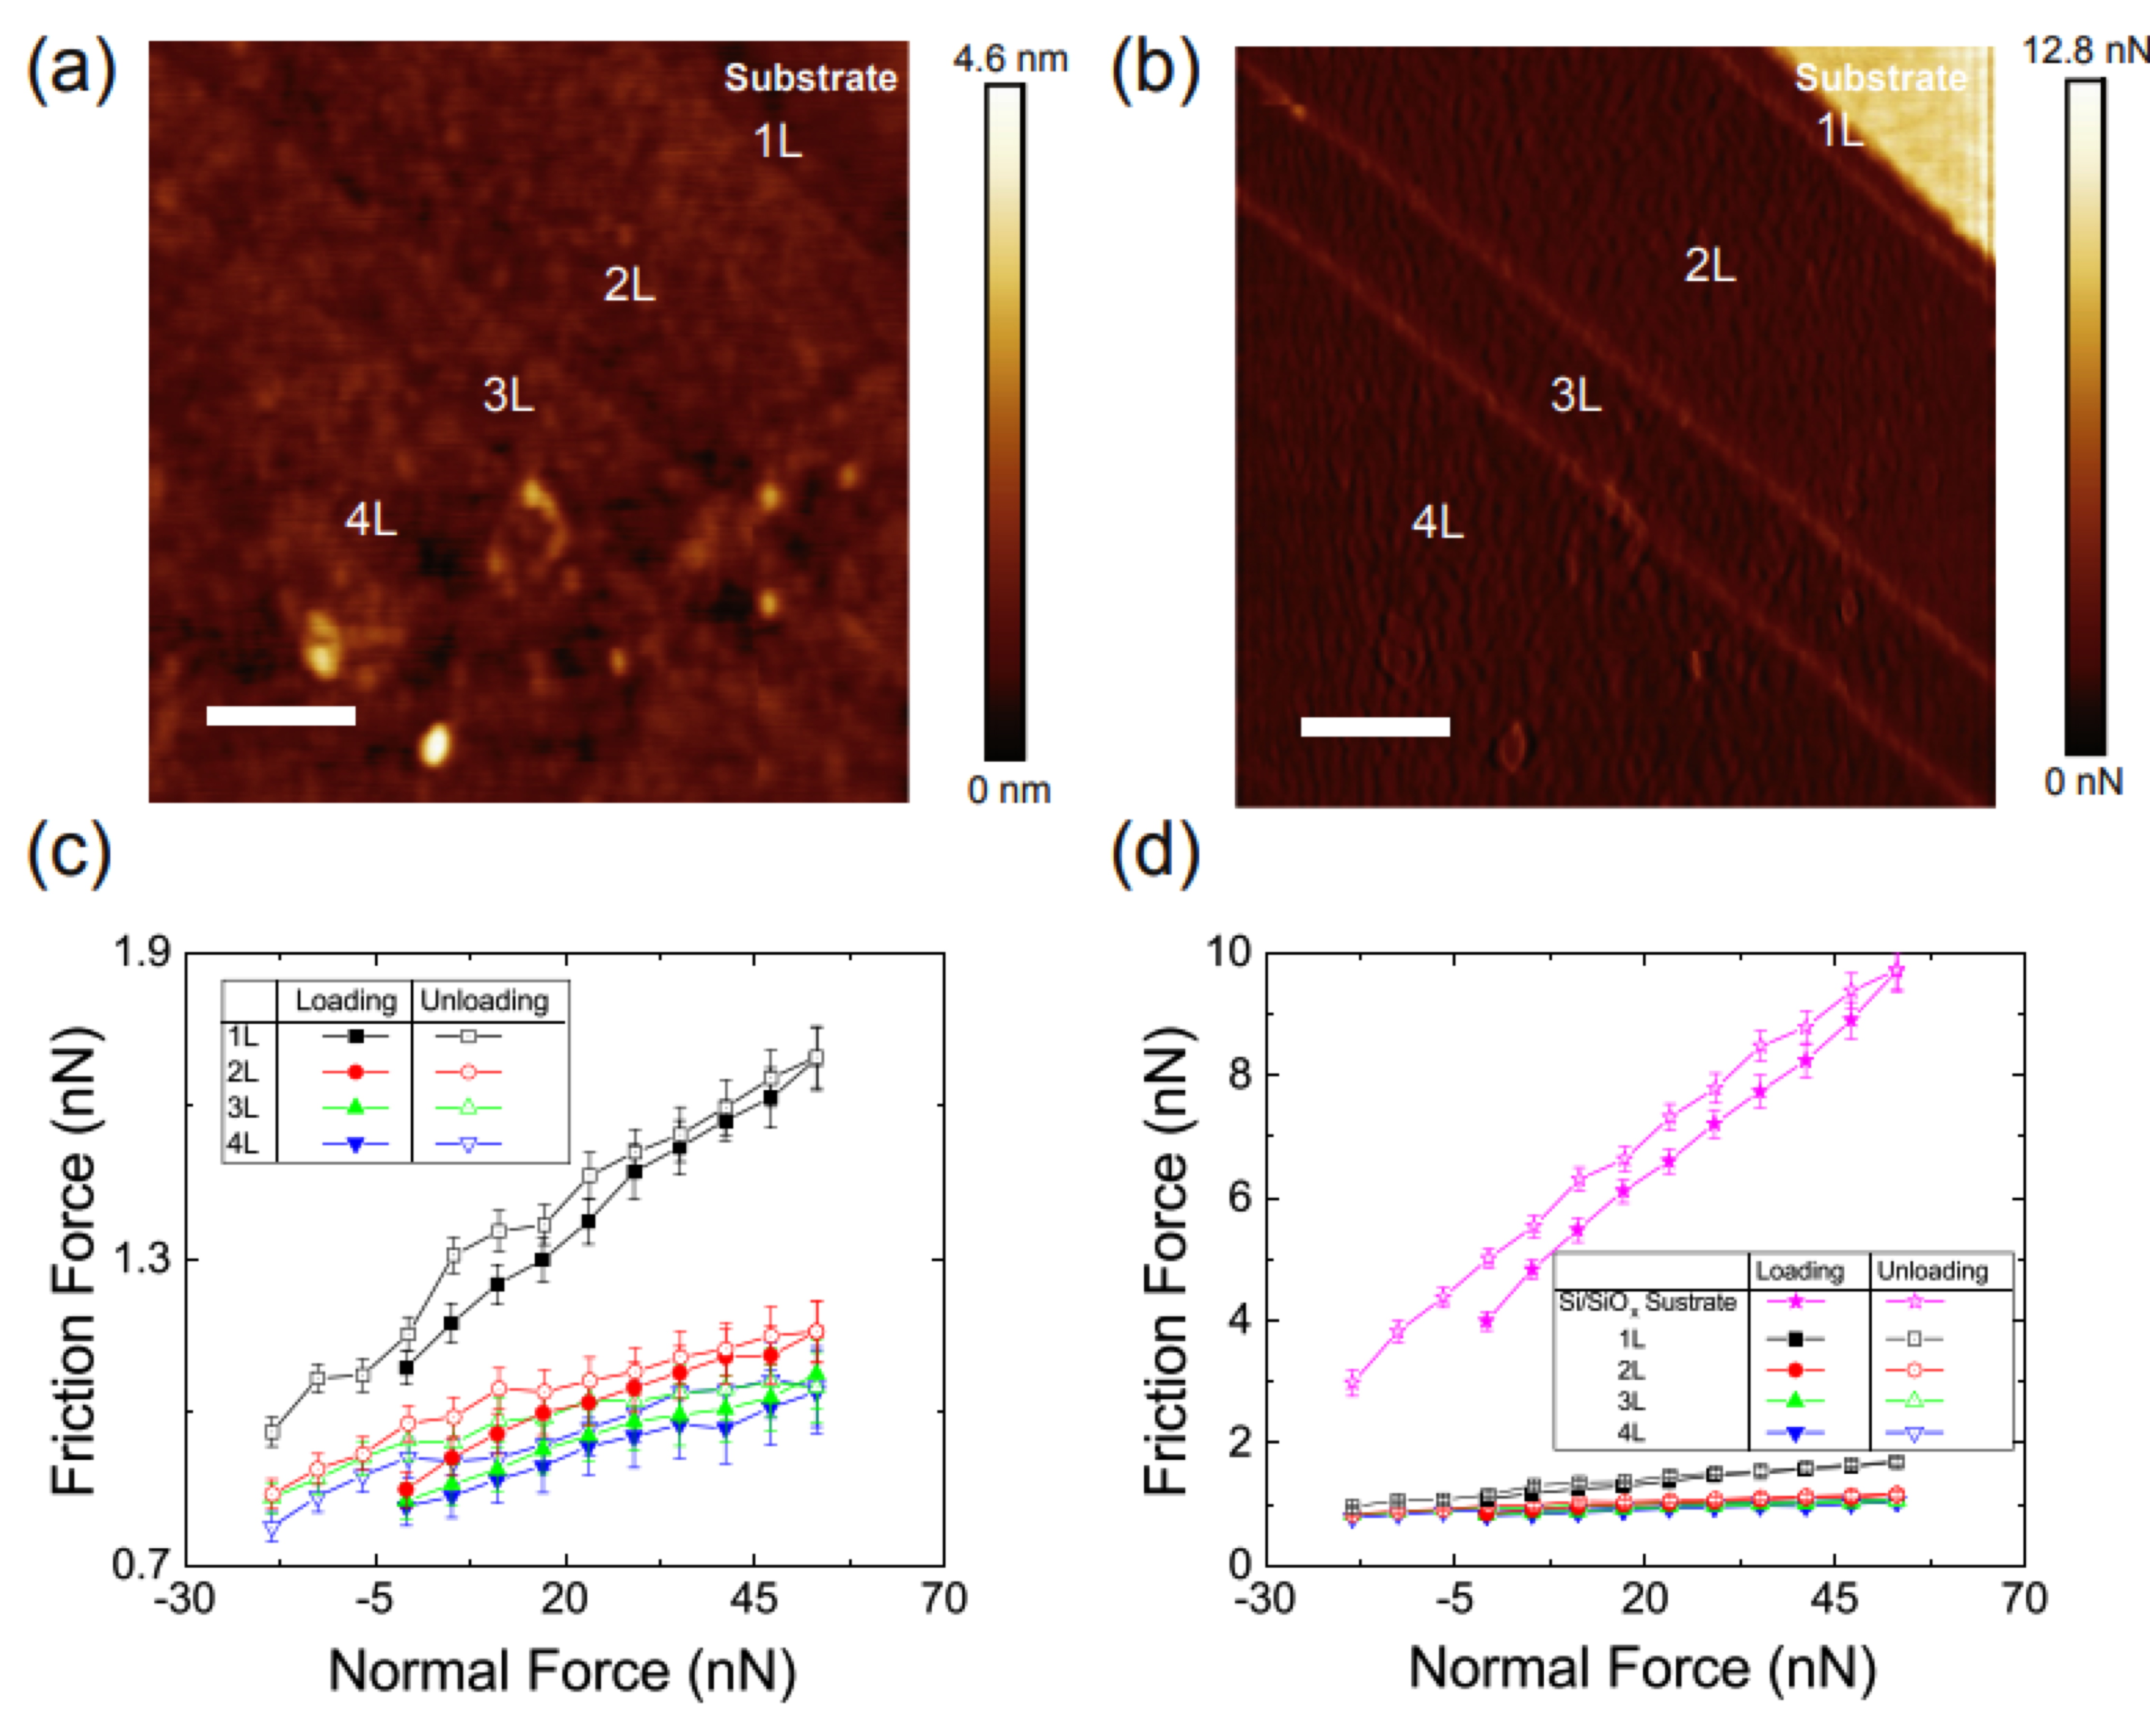 (a)
Substrate
1L
2L
3L
4L
4.6 nm
0 nm
(b)
Substrate
1L
2L
3L
4L
12.8 nN
0 nN
(c)
Friction Force (nN)
1.9
1.3
0.7
Loading Unloading
1L
2L
3L
4L
-30 -5 20 45 70
Normal Force (nN)
(d)
Friction Force (nN)
10
8
6
4
2
0
Loading Unloading
Si/SiOₓ Sustrate
1L
2L
3L
4L
-30 -5 20 45 70
Normal Force (nN)